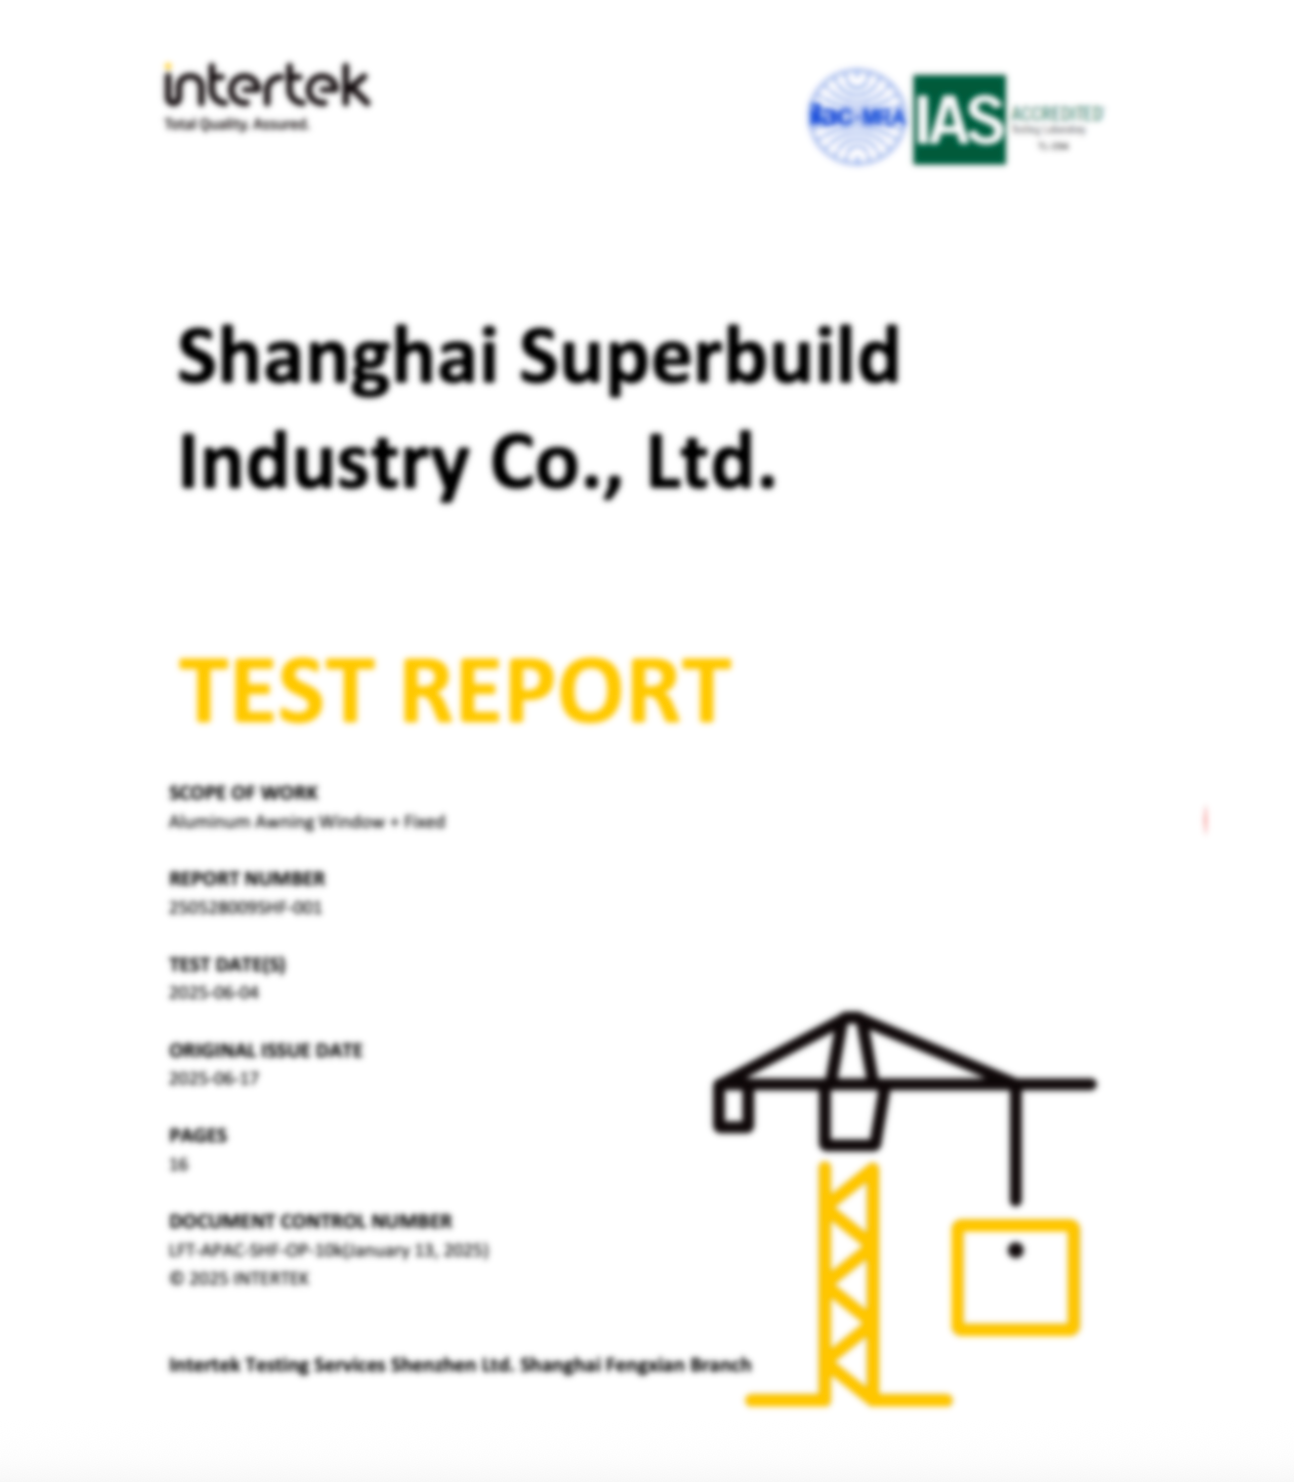 intertek
Total Quality. Assured.
ilac-MRA
IAS
ACCREDITED
Testing Laboratory
Shanghai Superbuild
Industry Co., Ltd.
TEST REPORT
SCOPE OF WORK
Aluminum Awning Window + Fixed
REPORT NUMBER
250528009SHF-001
TEST DATE(S)
2025-06-04
ORIGINAL ISSUE DATE
2025-06-17
PAGES
16
DOCUMENT CONTROL NUMBER
LFT-APAC-SHF-OP-10k(January 13, 2025)
© 2025 INTERTEK
Intertek Testing Services Shenzhen Ltd. Shanghai Fengxian Branch